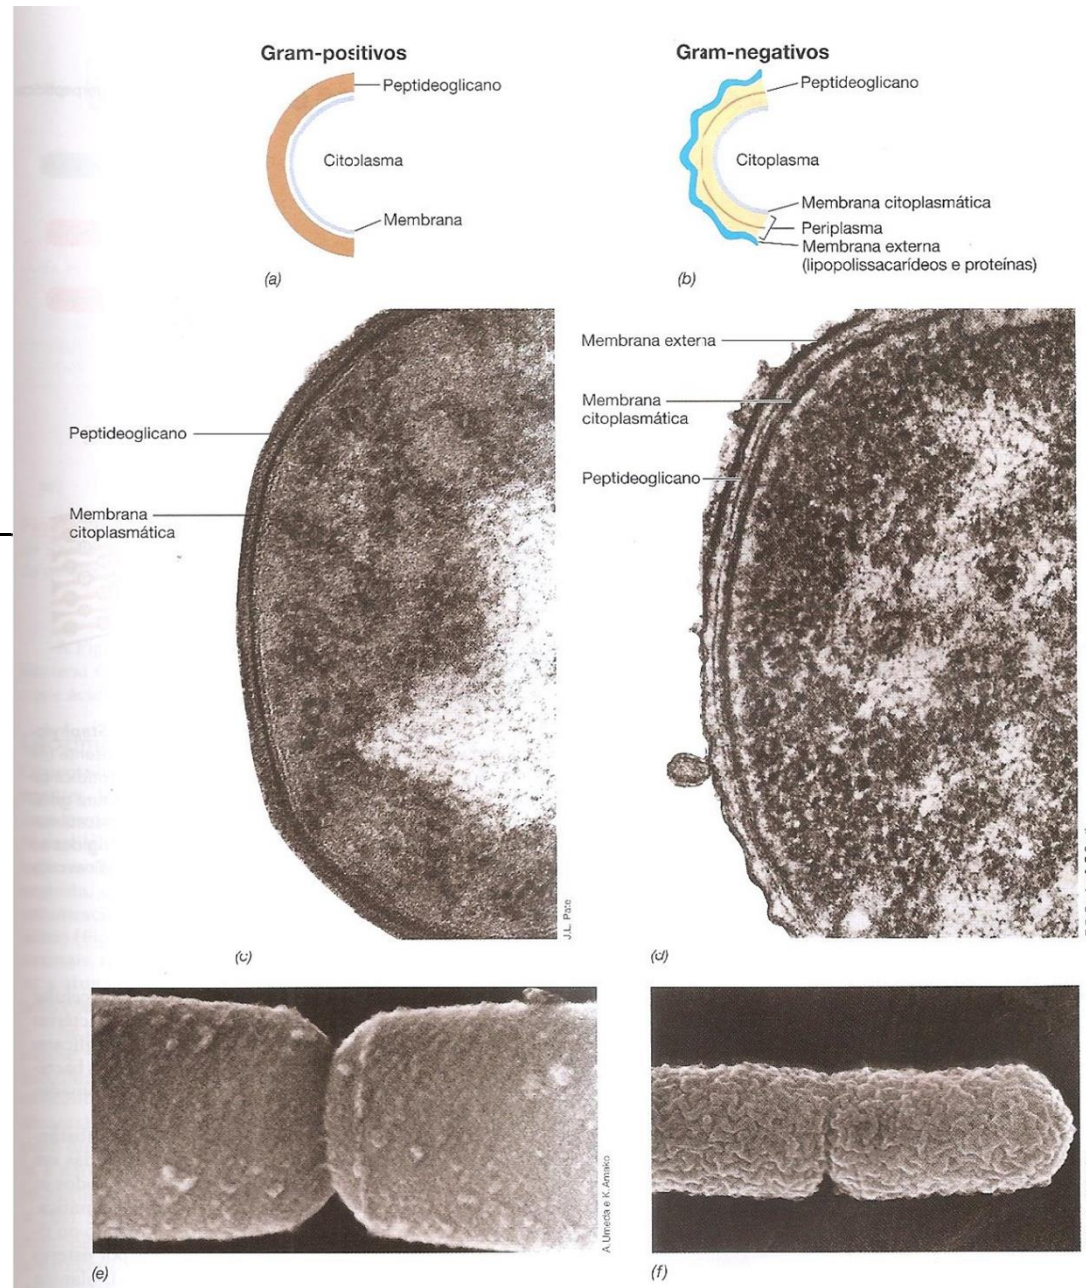 Gram-positivos
Peptideoglicano
Citoplasma
Membrana
(a)
Gram-negativos
Peptideoglicano
Citoplasma
Membrana citoplasmática
Periplasma
Membrana externa
(lipopolissacarídeos e proteínas)
(b)
Peptideoglicano
Membrana
citoplasmática
J.L. Pate
(c)
Membrana externa
Membrana
citoplasmática
Peptideoglicano
(d)
A.Umeda e K.Amako
(e)
(f)